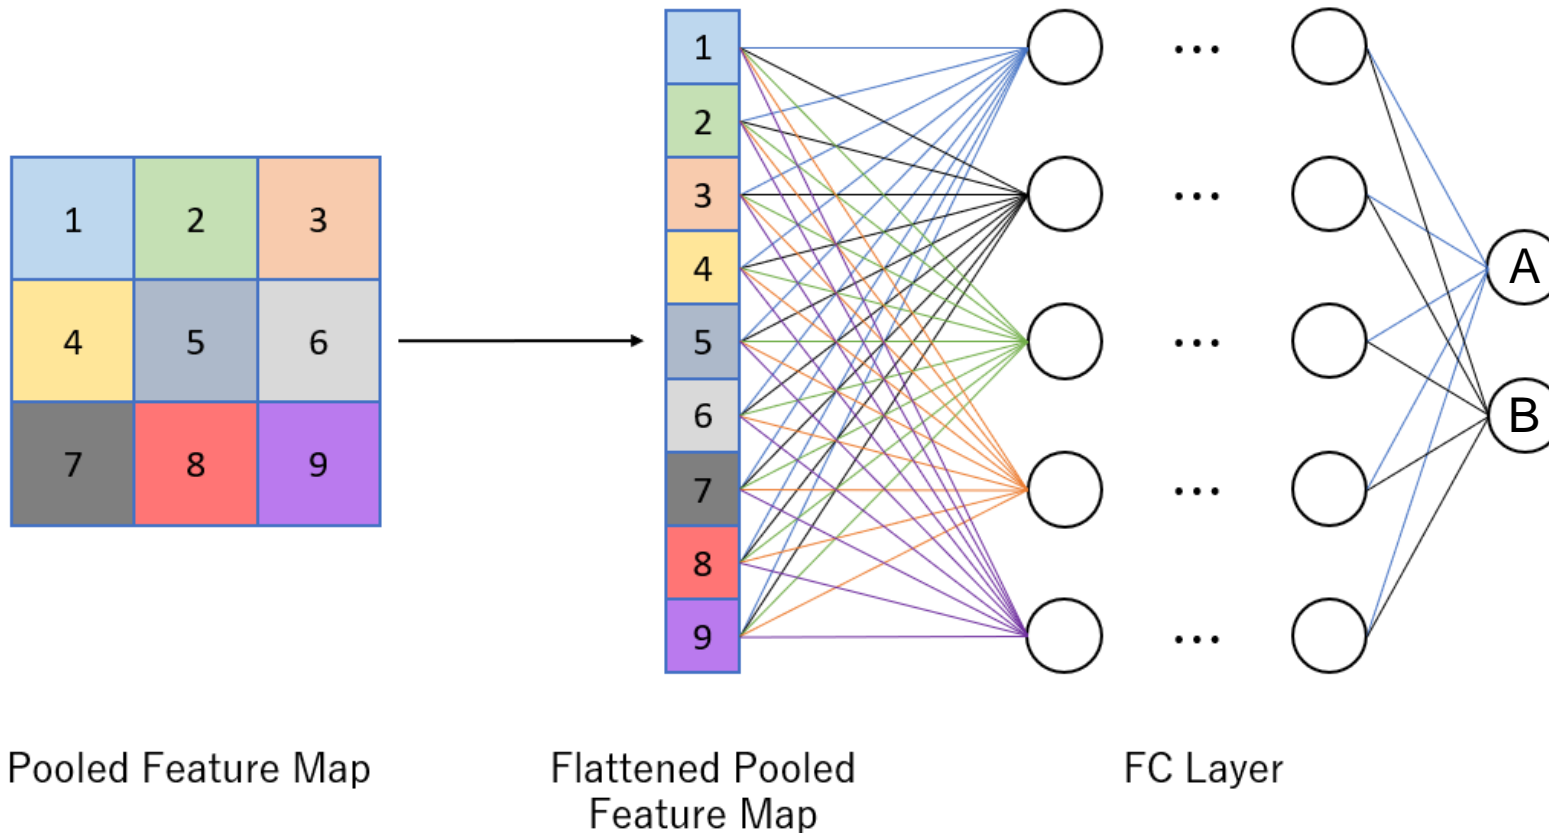 1 2 3
4 5 6
7 8 9
1
2
3
4
5
6
7
8
9
...
...
...
...
...
A
B
Pooled Feature Map
Flattened Pooled
Feature Map
FC Layer